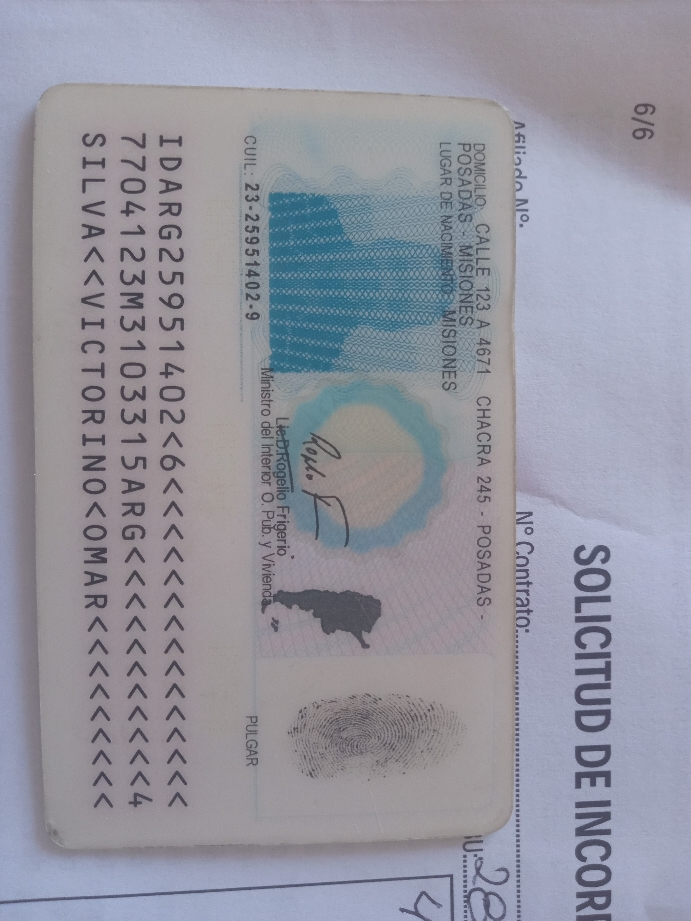 6/6
Afiliado Nº:
Nº Contrato:
SOLICITUD DE INCOR
DOMICILIO: CALLE 123 A 4671 CHACRA 245 - POSADAS -
POSADAS - MISIONES
LUGAR DE NACIMIENTO: MISIONES
CUIL: 23-25951402-9
Lic. D. Rogelio Frigerio
Ministro del Interior O. Pub. y Vivienda
PULGAR
IDARG25951402<6<<<<<<<<<<<<<<<
7704123M3103315ARG<<<<<<<<<<<4
SILVA<<VICTORINO<OMAR<<<<<<<<<
28
4